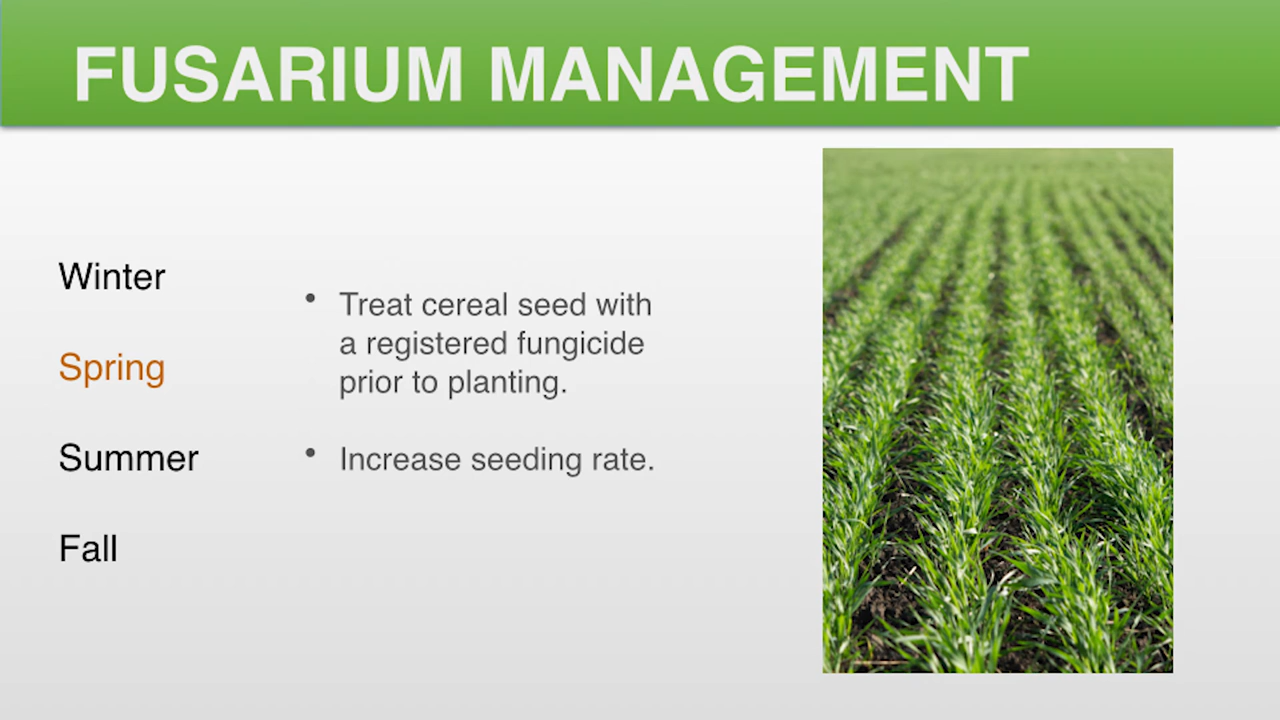 FUSARIUM MANAGEMENT
Winter
Spring
Summer
Fall
• Treat cereal seed with
a registered fungicide
prior to planting.
• Increase seeding rate.